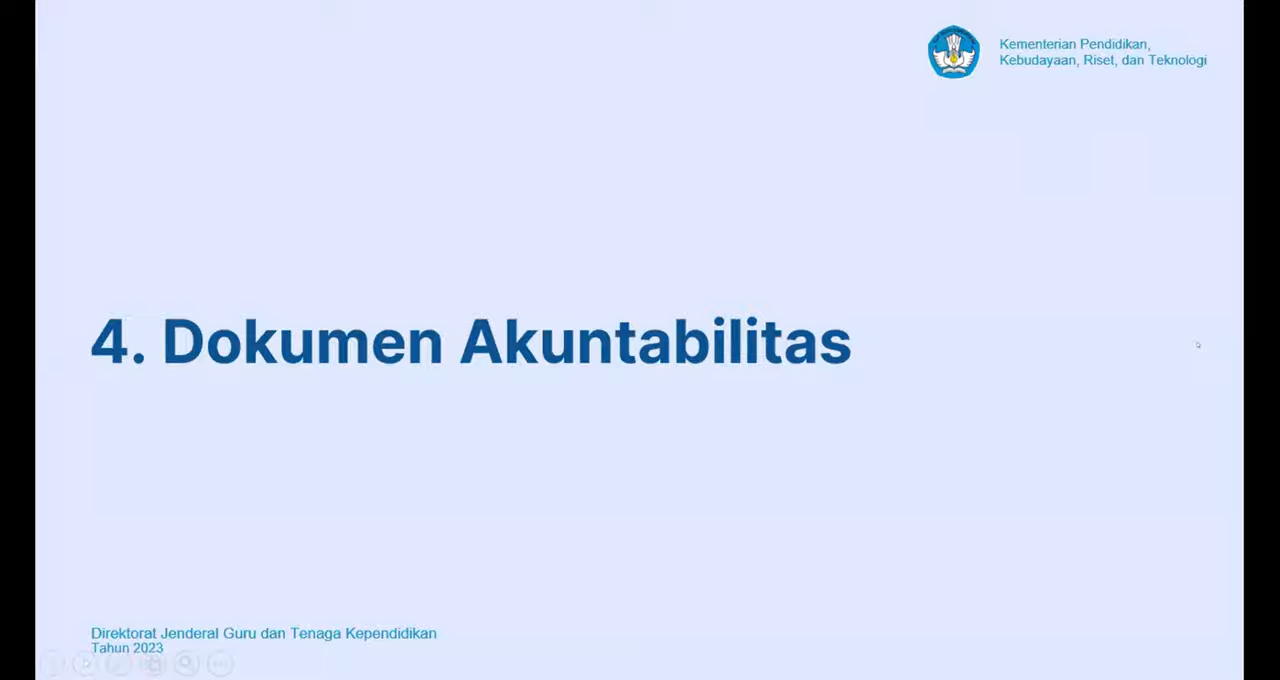 Kementerian Pendidikan,
Kebudayaan, Riset, dan Teknologi
4. Dokumen Akuntabilitas
Direktorat Jenderal Guru dan Tenaga Kependidikan
Tahun 2023